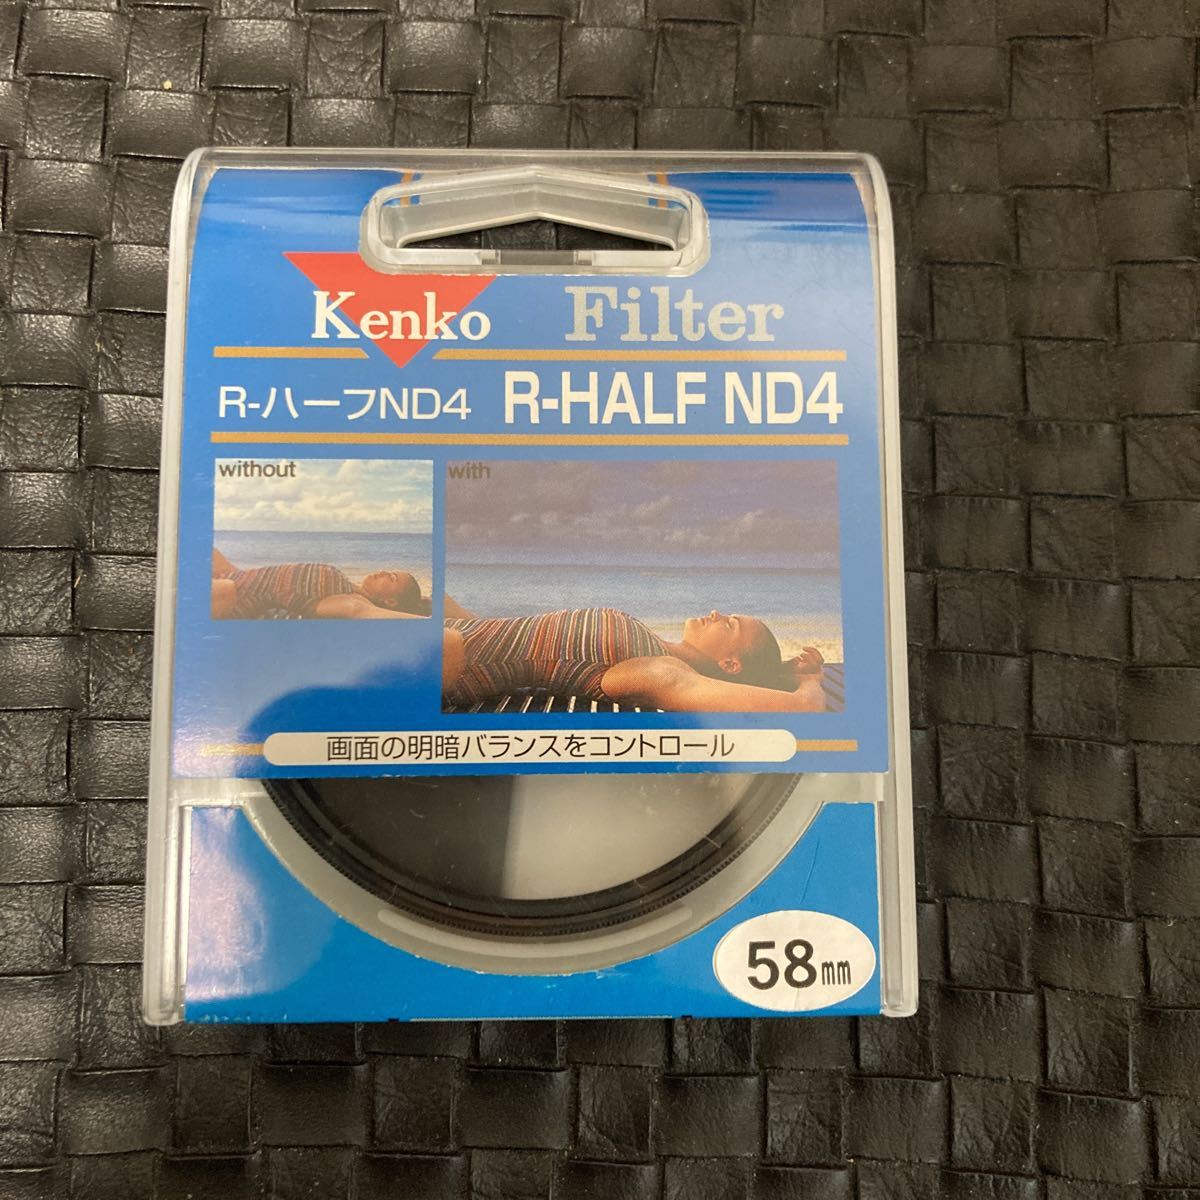 Kenko Filter
R-ハーフND4 R-HALF ND4
without with
画面の明暗バランスをコントロール
58mm